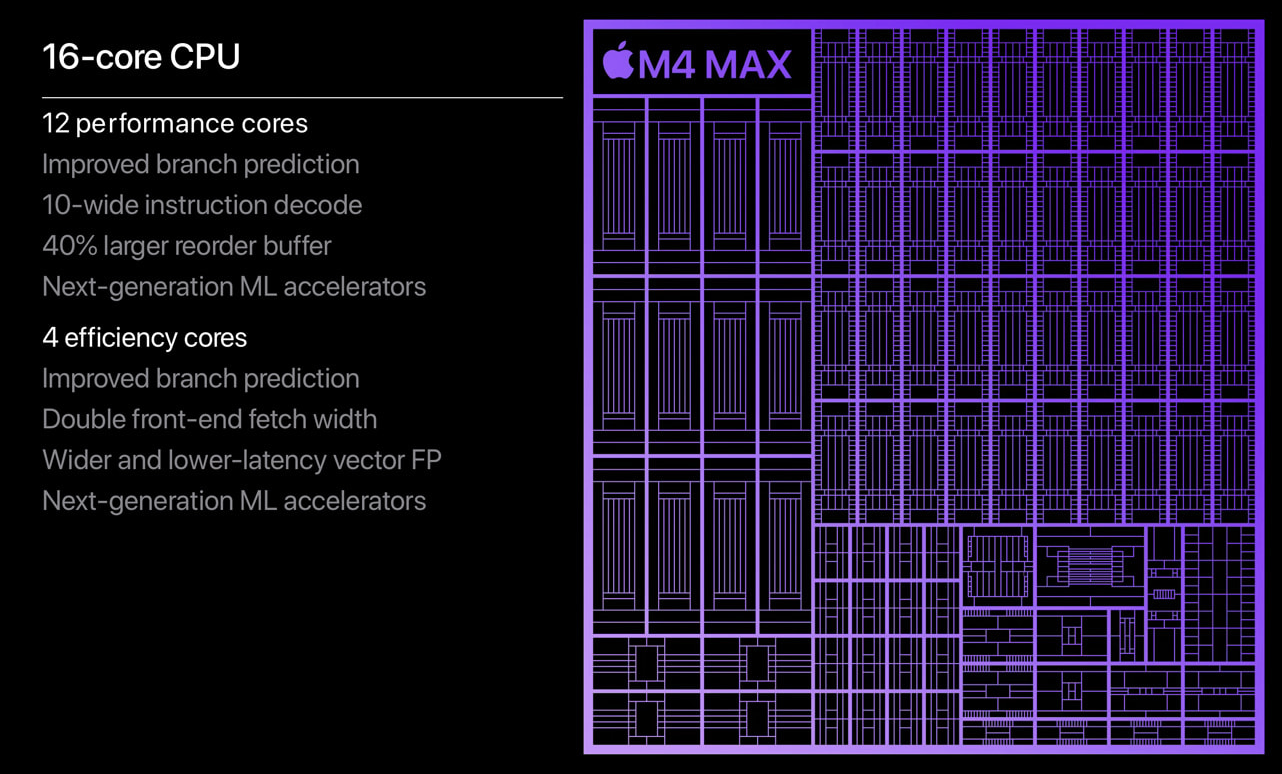 16-core CPU
12 performance cores
Improved branch prediction
10-wide instruction decode
40% larger reorder buffer
Next-generation ML accelerators
4 efficiency cores
Improved branch prediction
Double front-end fetch width
Wider and lower-latency vector FP
Next-generation ML accelerators
M4 MAX